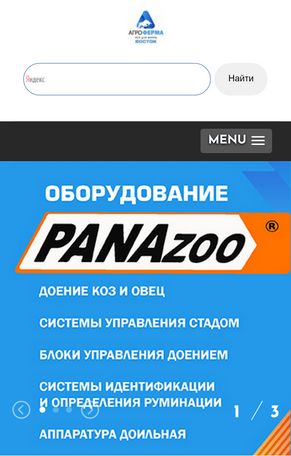 АГРОФЕРМА
ВОСТОК
Яндекс
Найти
MENU
ОБОРУДОВАНИЕ
PANAzoo ®
ДОЕНИЕ КОЗ И ОВЕЦ
СИСТЕМЫ УПРАВЛЕНИЯ СТАДОМ
БЛОКИ УПРАВЛЕНИЯ ДОЕНИЕМ
СИСТЕМЫ ИДЕНТИФИКАЦИИ
И ОПРЕДЕЛЕНИЯ РУМИНАЦИИ
1 / 3
АППАРАТУРА ДОИЛЬНАЯ